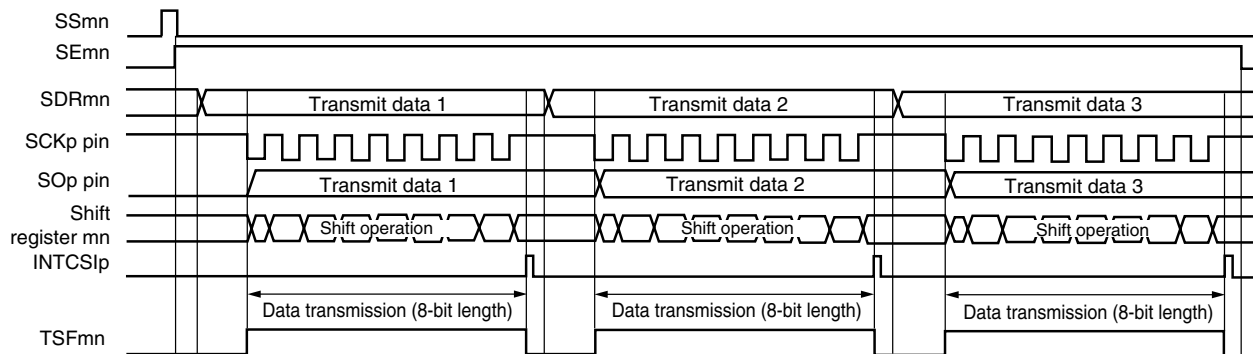 SSmn
SEmn
SDRmn Transmit data 1 Transmit data 2 Transmit data 3
SCKp pin
SOp pin Transmit data 1 Transmit data 2 Transmit data 3
Shift
register mn Shift operation Shift operation Shift operation
INTCSIp
Data transmission (8-bit length) Data transmission (8-bit length) Data transmission (8-bit length)
TSFmn